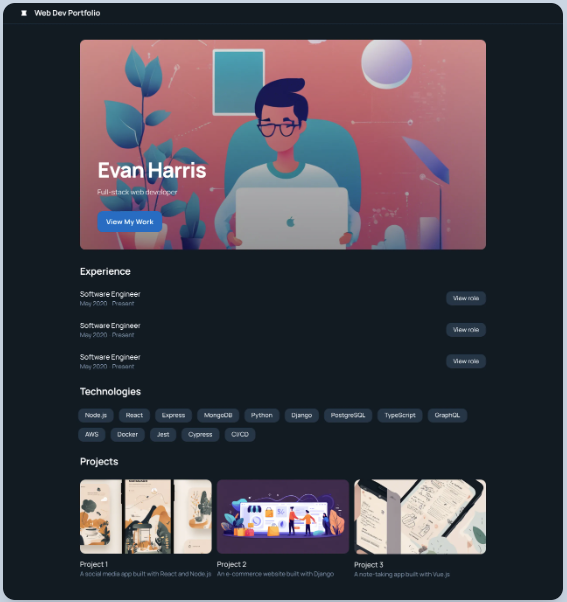 Web Dev Portfolio
Evan Harris
Full-stack web developer
View My Work
Experience
Software Engineer
May 2020 · Present
View role
Software Engineer
May 2020 · Present
View role
Software Engineer
May 2020 · Present
View role
Technologies
Node.js React Express MongoDB Python Django PostgreSQL TypeScript GraphQL
AWS Docker Jest Cypress CI/CD
Projects
Project 1 Project 2 Project 3
A social media app built with React and Node.js An e-commerce website built with Django A note-taking app built with Vue.js